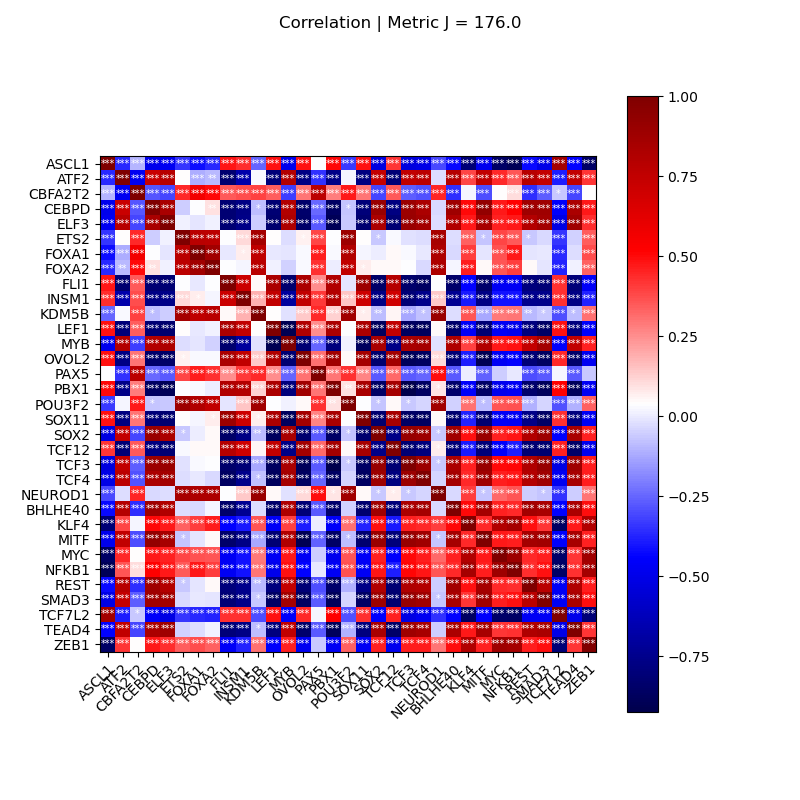 Correlation | Metric J = 176.0
ASCL1
ATF2
CBFA2T2
CEBPD
ELF3
ETS2
FOXA1
FOXA2
FLI1
INSM1
KDM5B
LEF1
MYB
OVOL2
PAX5
PBX1
POU3F2
SOX11
SOX2
TCF12
TCF3
TCF4
NEUROD1
BHLHE40
KLF4
MITF
MYC
NFKB1
REST
SMAD3
TCF7L2
TEAD4
ZEB1
ASCL1 ATF2 CBFA2T2 CEBPD ELF3 ETS2 FOXA1 FOXA2 FLI1 INSM1 KDM5B LEF1 MYB OVOL2 PAX5 PBX1 POU3F2 SOX11 SOX2 TCF12 TCF3 TCF4 NEUROD1 BHLHE40 KLF4 MITF MYC NFKB1 REST SMAD3 TCF7L2 TEAD4 ZEB1
1.00
0.75
0.50
0.25
0.00
−0.25
−0.50
−0.75